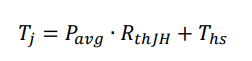 T_j = P_avg · R_thJH + T_hs